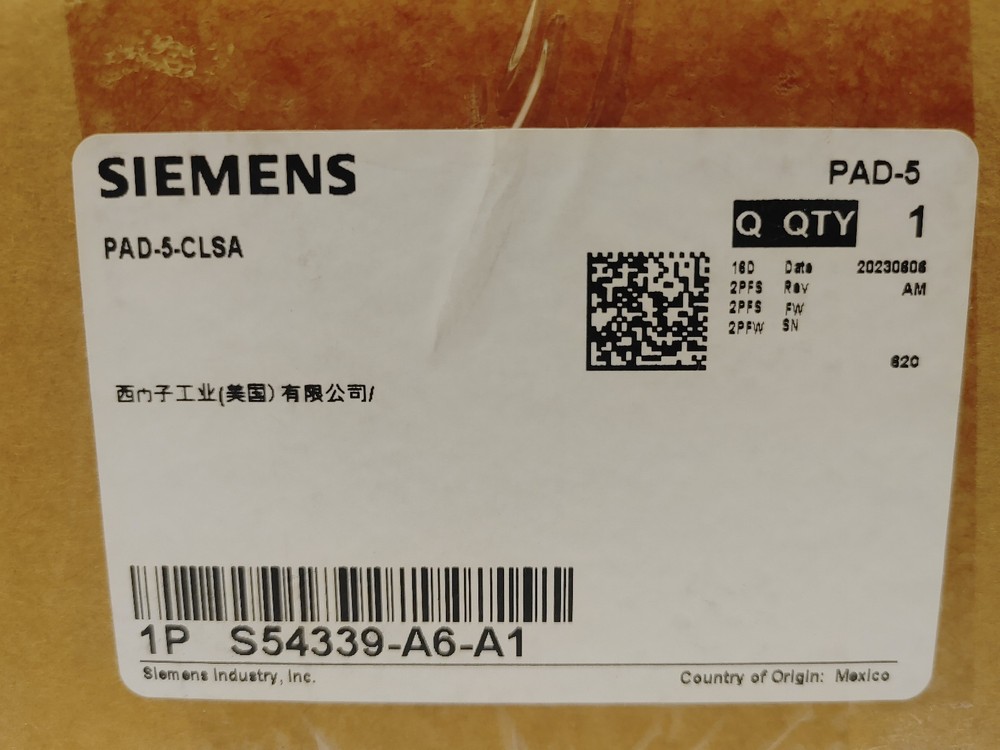 SIEMENS
PAD-5
Q QTY 1
PAD-5-CLSA
16D Date 20230606
2PFS Rev AM
2PFS FW
2PFW SN
620
西门子工业(美国)有限公司/
1P S54339-A6-A1
Siemens Industry, Inc.
Country of Origin: Mexico